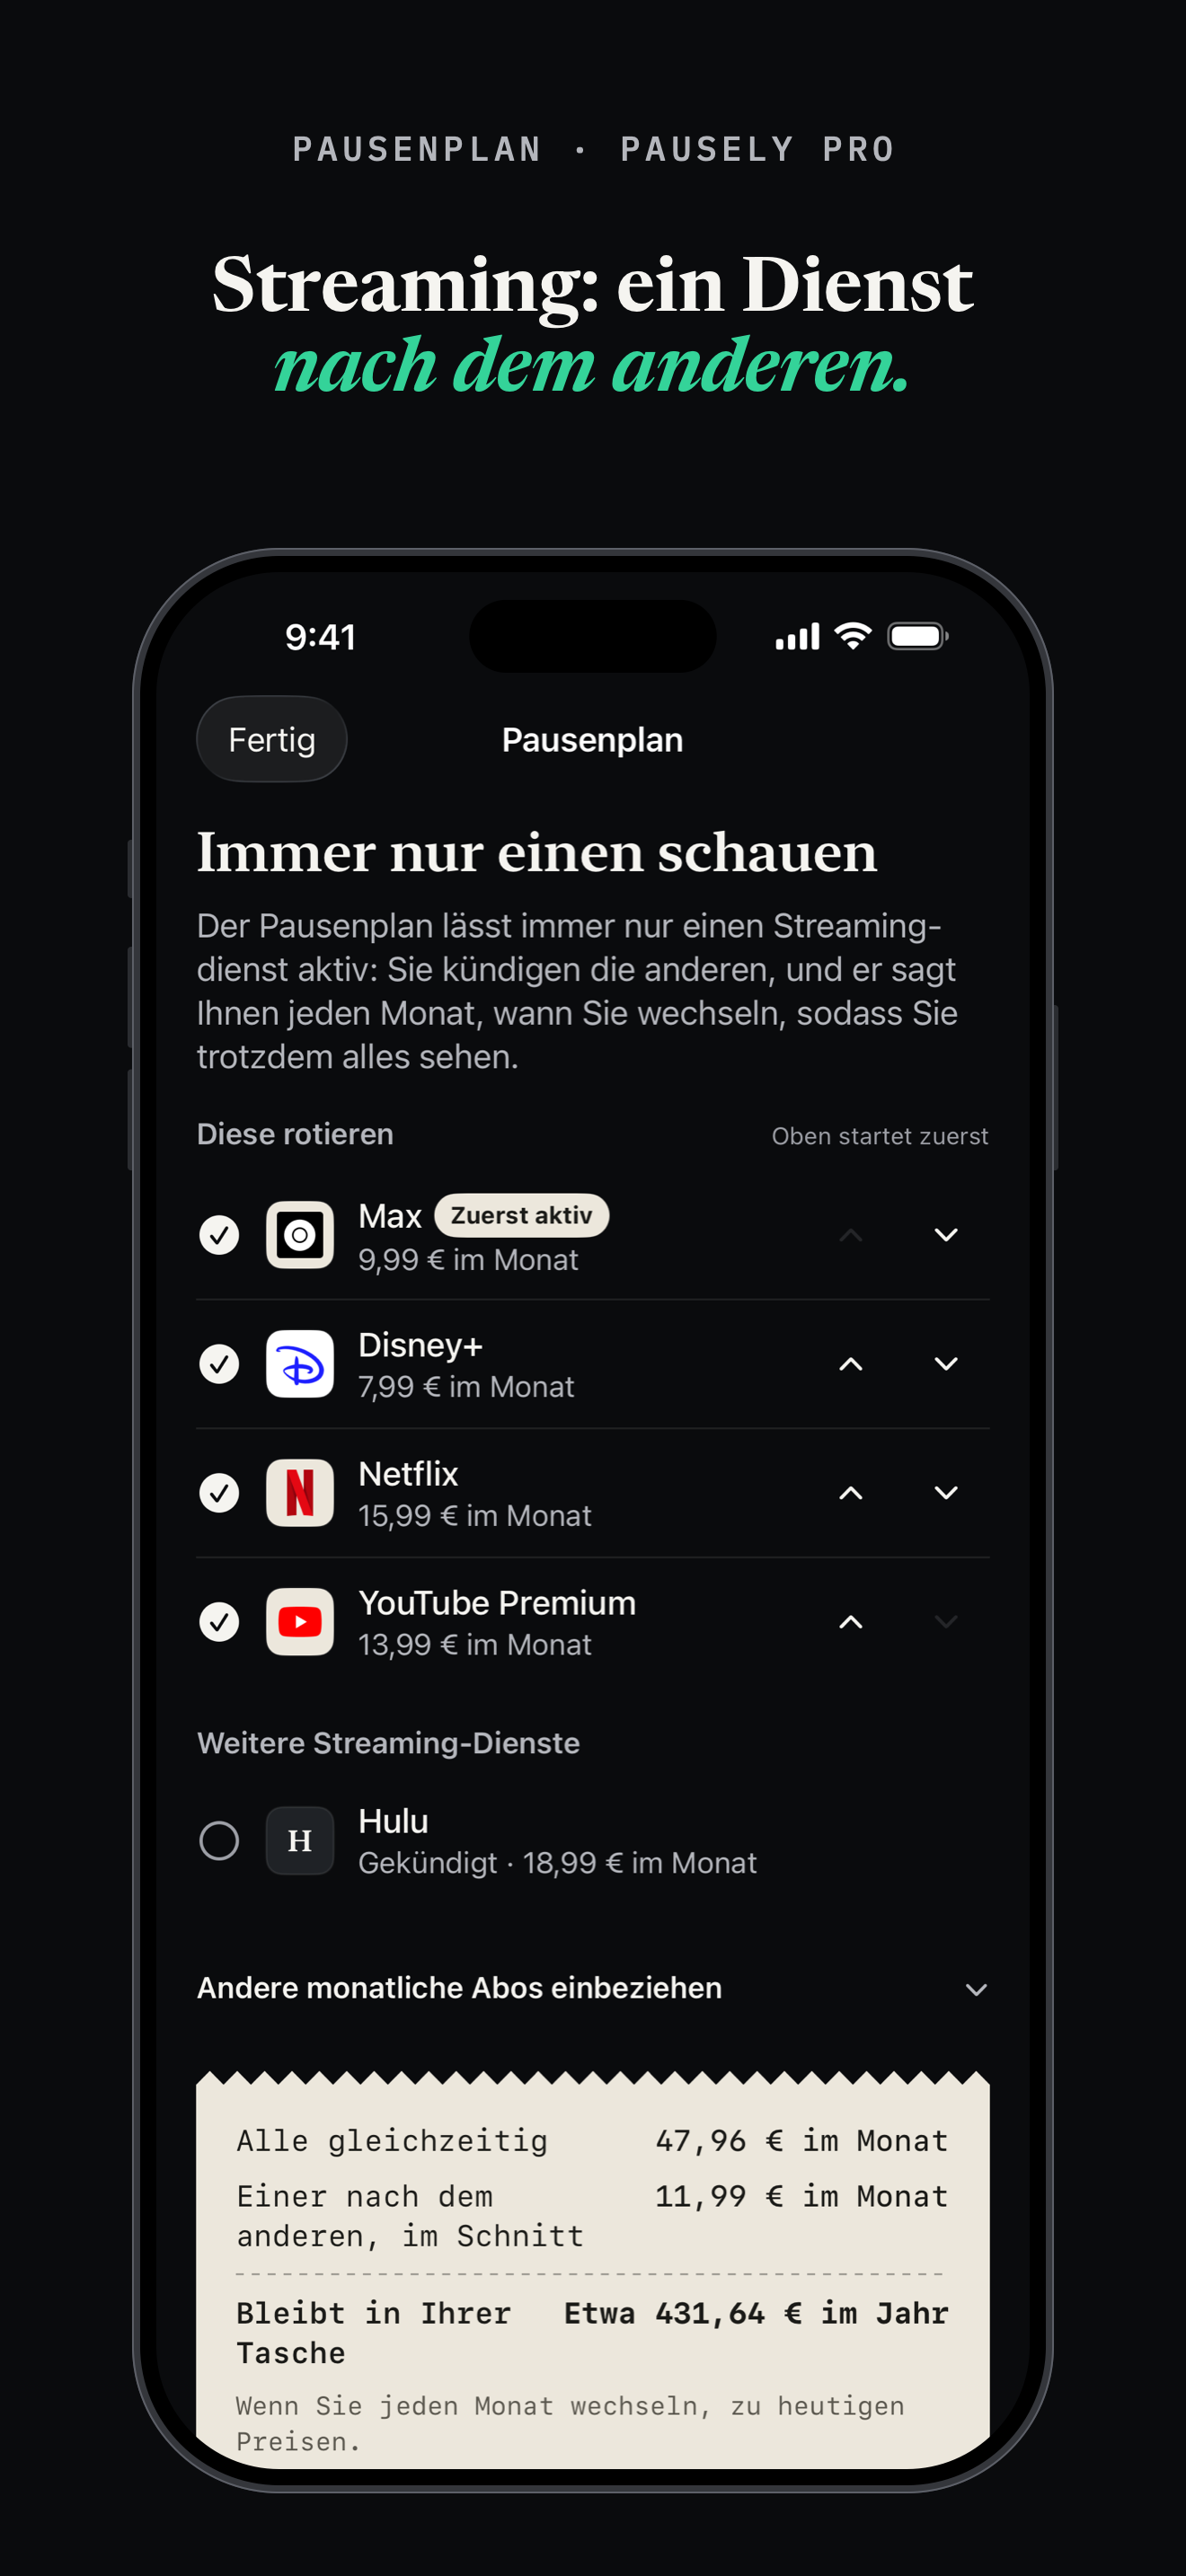 PAUSENPLAN · PAUSELY PRO
Streaming: ein Dienst
nach dem anderen.
9:41
Fertig
Pausenplan
Immer nur einen schauen
Der Pausenplan lässt immer nur einen Streaming-
dienst aktiv: Sie kündigen die anderen, und er sagt
Ihnen jeden Monat, wann Sie wechseln, sodass Sie
trotzdem alles sehen.
Diese rotieren
Oben startet zuerst
Max Zuerst aktiv
9,99 € im Monat
Disney+
7,99 € im Monat
Netflix
15,99 € im Monat
YouTube Premium
13,99 € im Monat
Weitere Streaming-Dienste
H
Hulu
Gekündigt · 18,99 € im Monat
Andere monatliche Abos einbeziehen
Alle gleichzeitig 47,96 € im Monat
Einer nach dem 11,99 € im Monat
anderen, im Schnitt
Bleibt in Ihrer Etwa 431,64 € im Jahr
Tasche
Wenn Sie jeden Monat wechseln, zu heutigen
Preisen.